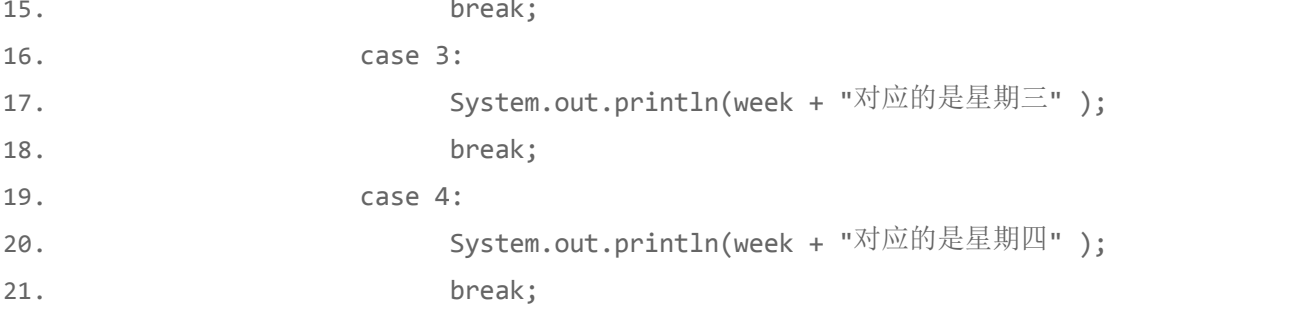 15. break;
16. case 3:
17. System.out.println(week + "对应的是星期三" );
18. break;
19. case 4:
20. System.out.println(week + "对应的是星期四" );
21. break;